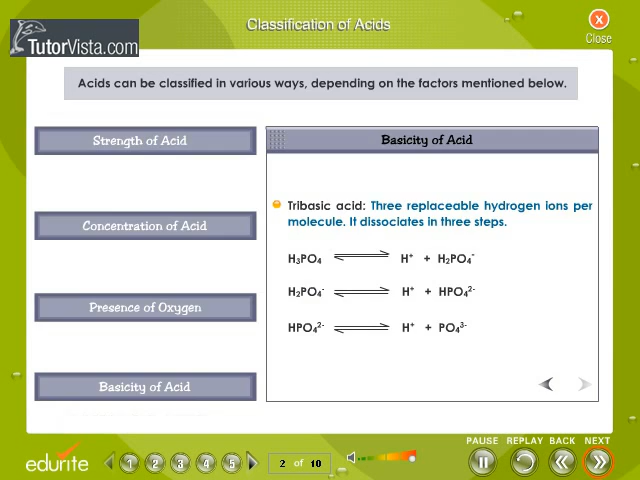 Classification of Acids
TutorVista.com
Close
Acids can be classified in various ways, depending on the factors mentioned below.
Strength of Acid
Concentration of Acid
Presence of Oxygen
Basicity of Acid
Basicity of Acid
Tribasic acid: Three replaceable hydrogen ions per
molecule. It dissociates in three steps.
H₃PO₄ ⇌ H⁺ + H₂PO₄⁻
H₂PO₄⁻ ⇌ H⁺ + HPO₄²⁻
HPO₄²⁻ ⇌ H⁺ + PO₄³⁻
edurite
1 2 3 4 5
2 of 10
PAUSE REPLAY BACK NEXT